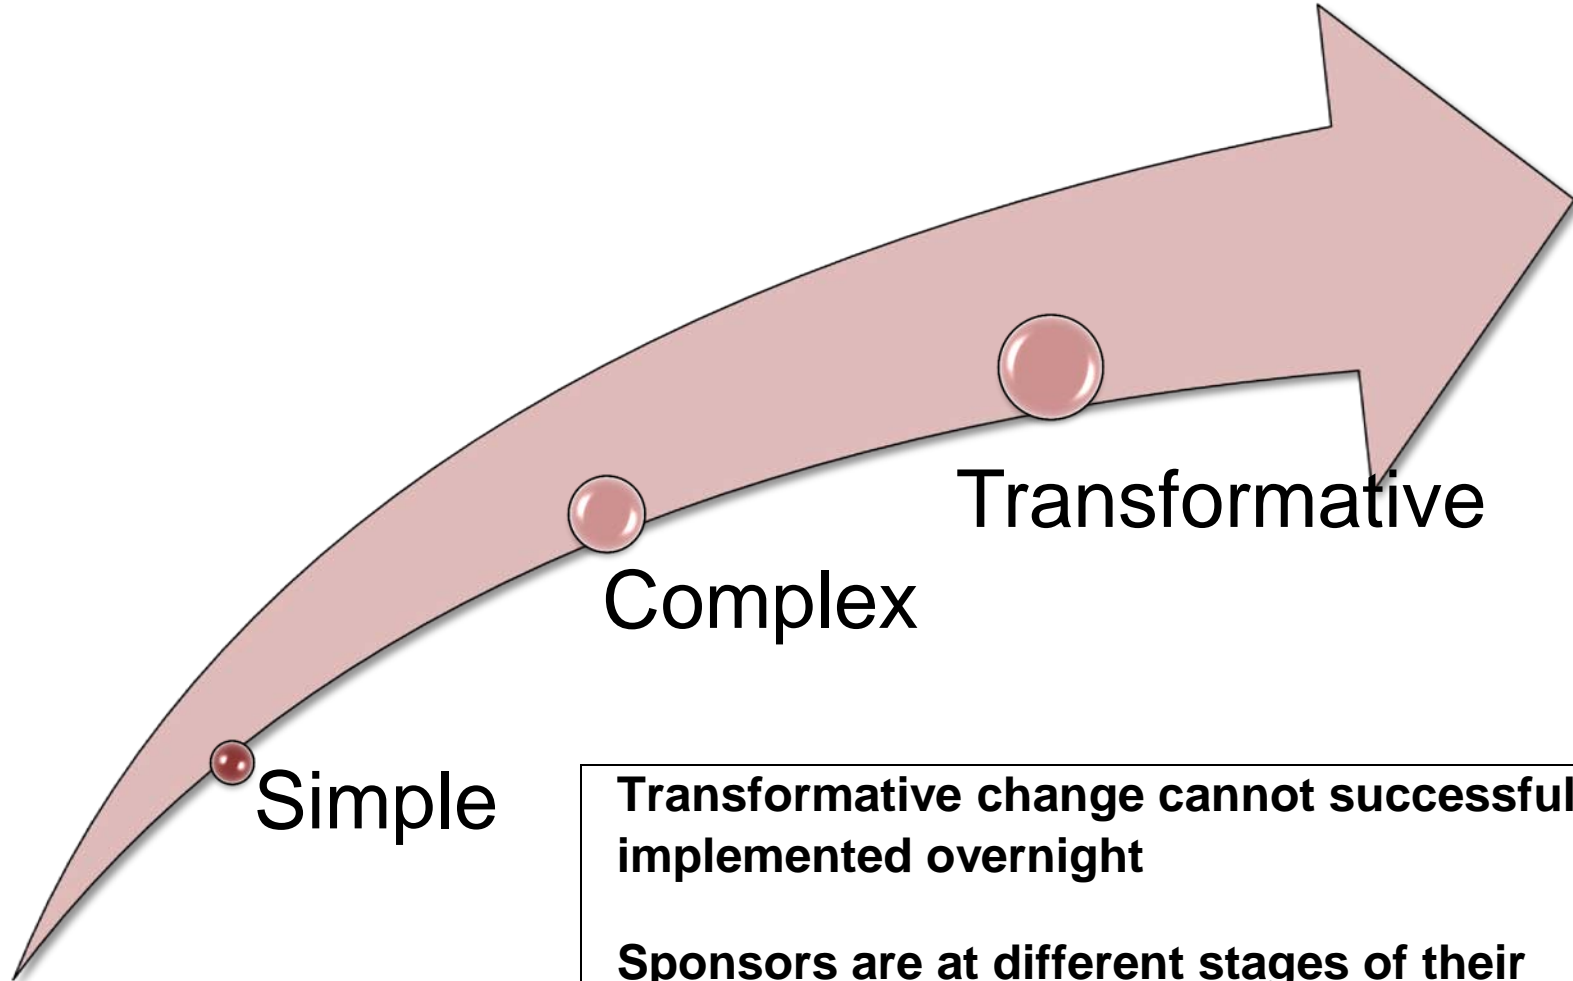 Transformative
Complex
Simple
Transformative change cannot successful
implemented overnight
Sponsors are at different stages of their